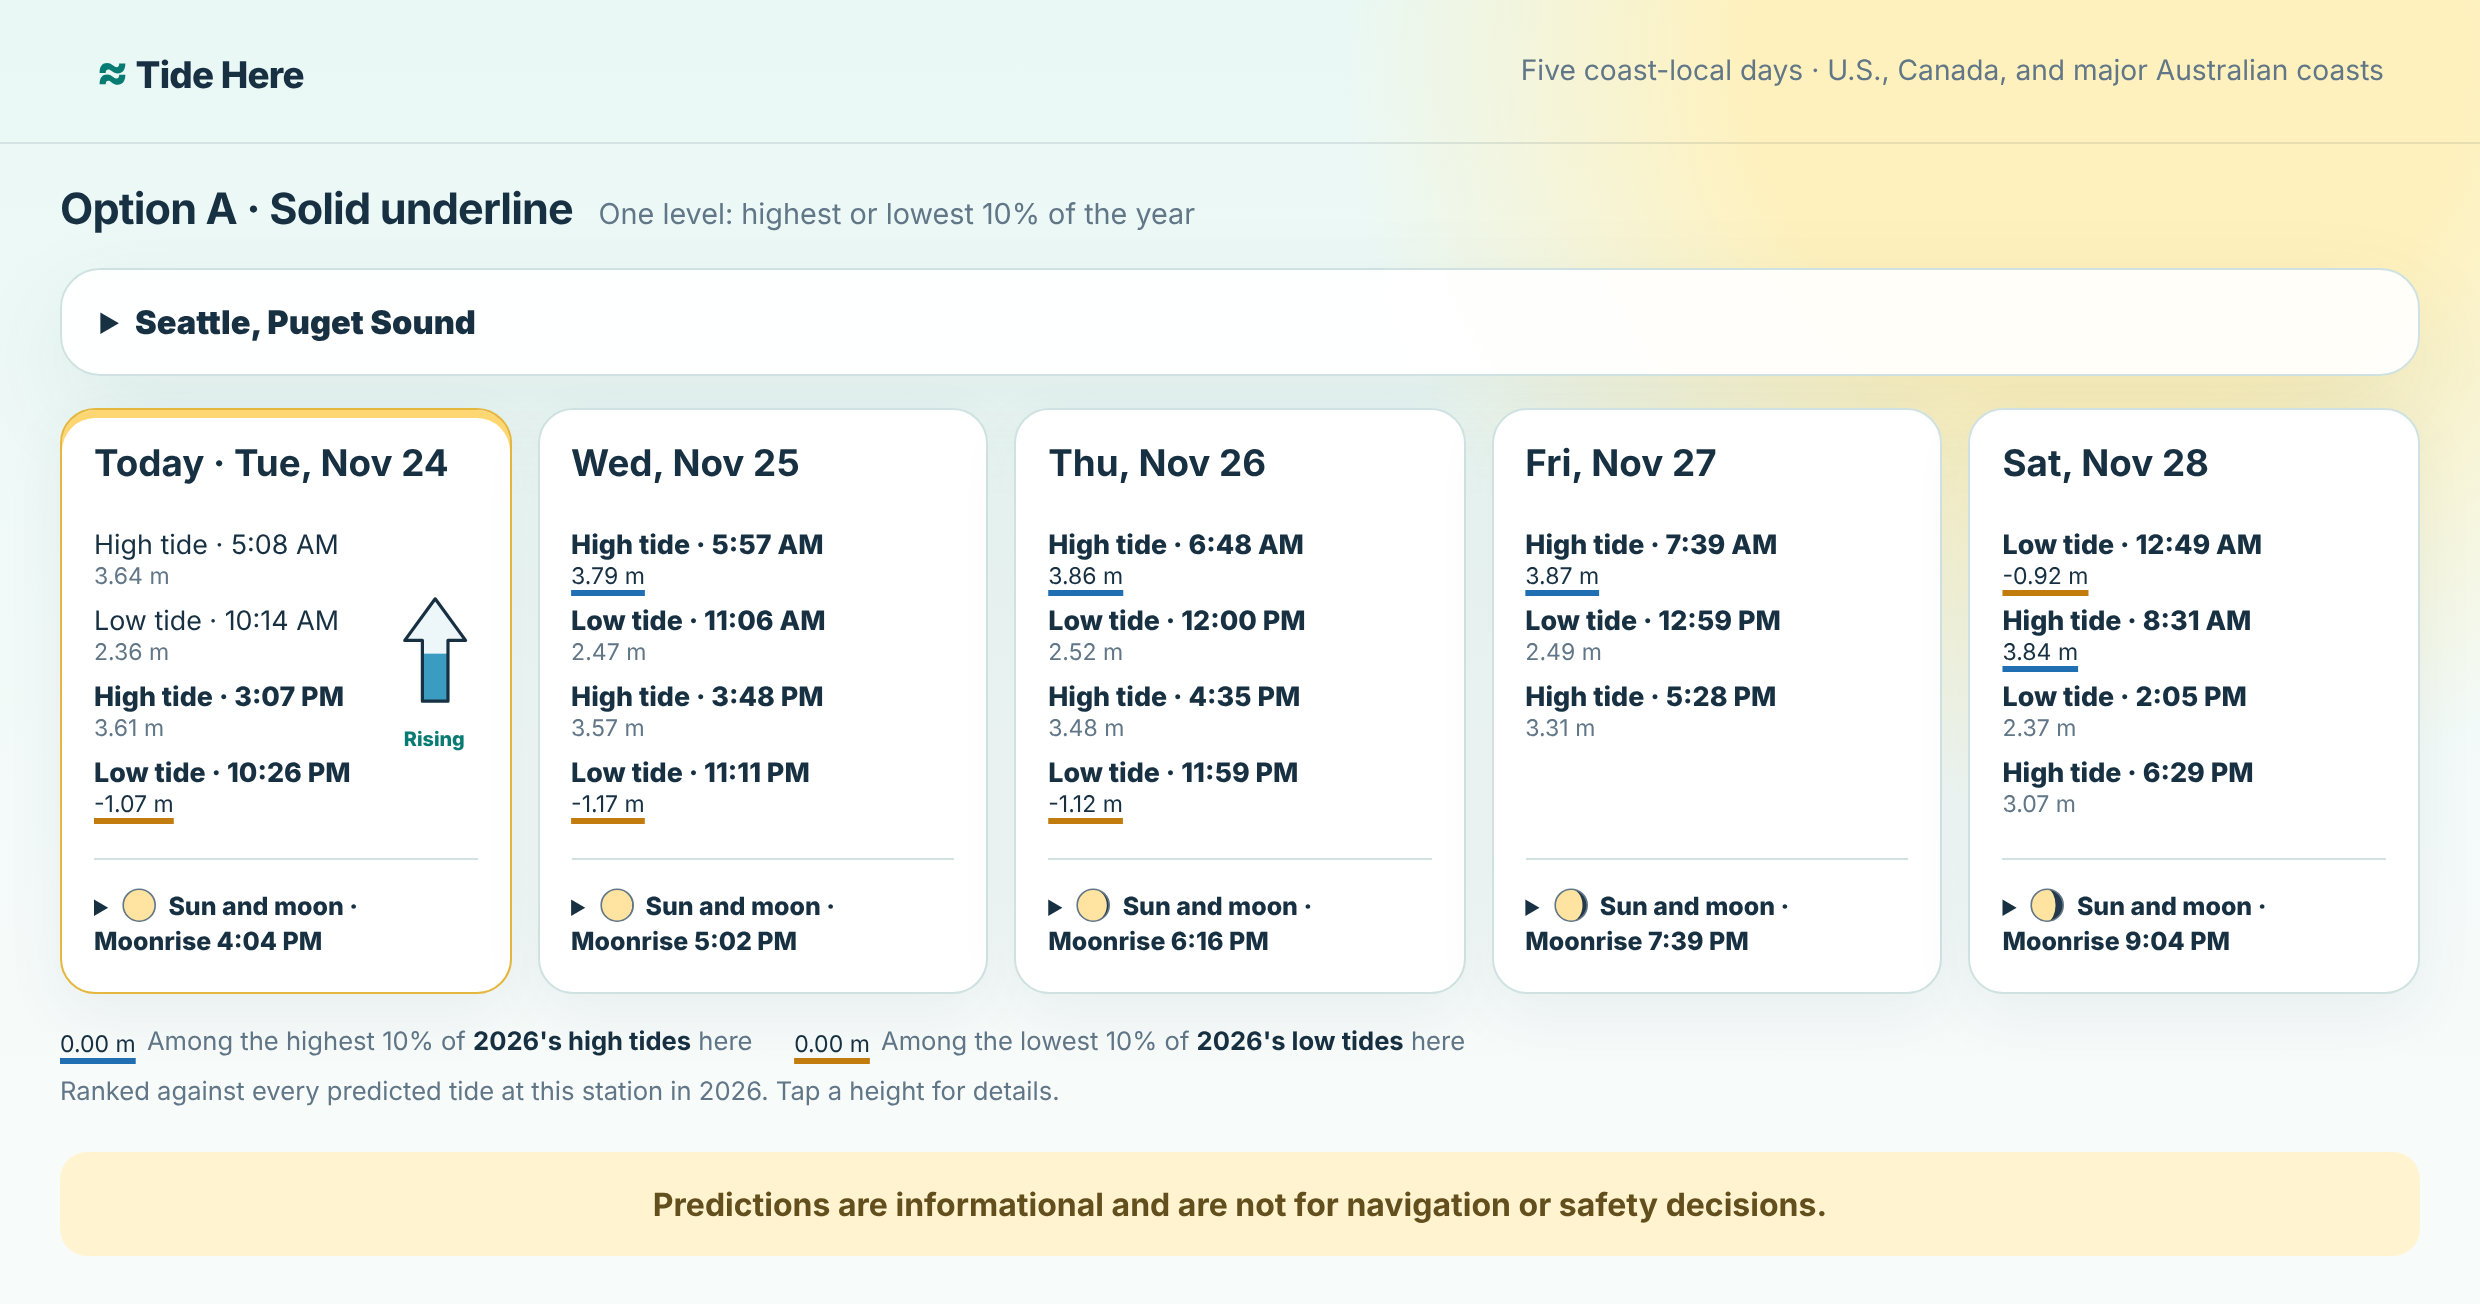 Tide Here
Five coast-local days · U.S., Canada, and major Australian coasts
Option A · Solid underline One level: highest or lowest 10% of the year
Seattle, Puget Sound
Today · Tue, Nov 24
High tide · 5:08 AM
3.64 m
Low tide · 10:14 AM
2.36 m
High tide · 3:07 PM
3.61 m
Low tide · 10:26 PM
-1.07 m
Rising
Sun and moon ·
Moonrise 4:04 PM
Wed, Nov 25
High tide · 5:57 AM
3.79 m
Low tide · 11:06 AM
2.47 m
High tide · 3:48 PM
3.57 m
Low tide · 11:11 PM
-1.17 m
Sun and moon ·
Moonrise 5:02 PM
Thu, Nov 26
High tide · 6:48 AM
3.86 m
Low tide · 12:00 PM
2.52 m
High tide · 4:35 PM
3.48 m
Low tide · 11:59 PM
-1.12 m
Sun and moon ·
Moonrise 6:16 PM
Fri, Nov 27
High tide · 7:39 AM
3.87 m
Low tide · 12:59 PM
2.49 m
High tide · 5:28 PM
3.31 m
Sun and moon ·
Moonrise 7:39 PM
Sat, Nov 28
Low tide · 12:49 AM
-0.92 m
High tide · 8:31 AM
3.84 m
Low tide · 2:05 PM
2.37 m
High tide · 6:29 PM
3.07 m
Sun and moon ·
Moonrise 9:04 PM
0.00 m Among the highest 10% of 2026's high tides here 0.00 m Among the lowest 10% of 2026's low tides here
Ranked against every predicted tide at this station in 2026. Tap a height for details.
Predictions are informational and are not for navigation or safety decisions.